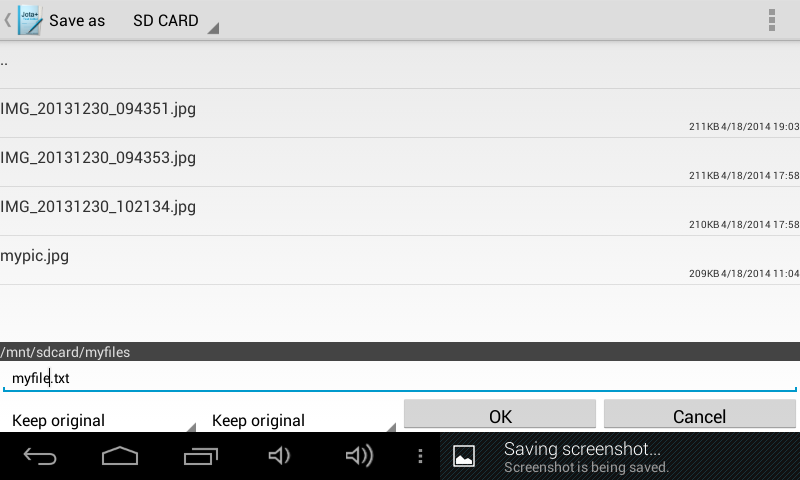 Jota+ Save as SD CARD
..
IMG_20131230_094351.jpg
211KB 4/18/2014 19:03
IMG_20131230_094353.jpg
211KB 4/18/2014 17:58
IMG_20131230_102134.jpg
210KB 4/18/2014 17:58
mypic.jpg
209KB 4/18/2014 11:04
/mnt/sdcard/myfiles
myfile.txt
Keep original Keep original OK Cancel
Saving screenshot...
Screenshot is being saved.